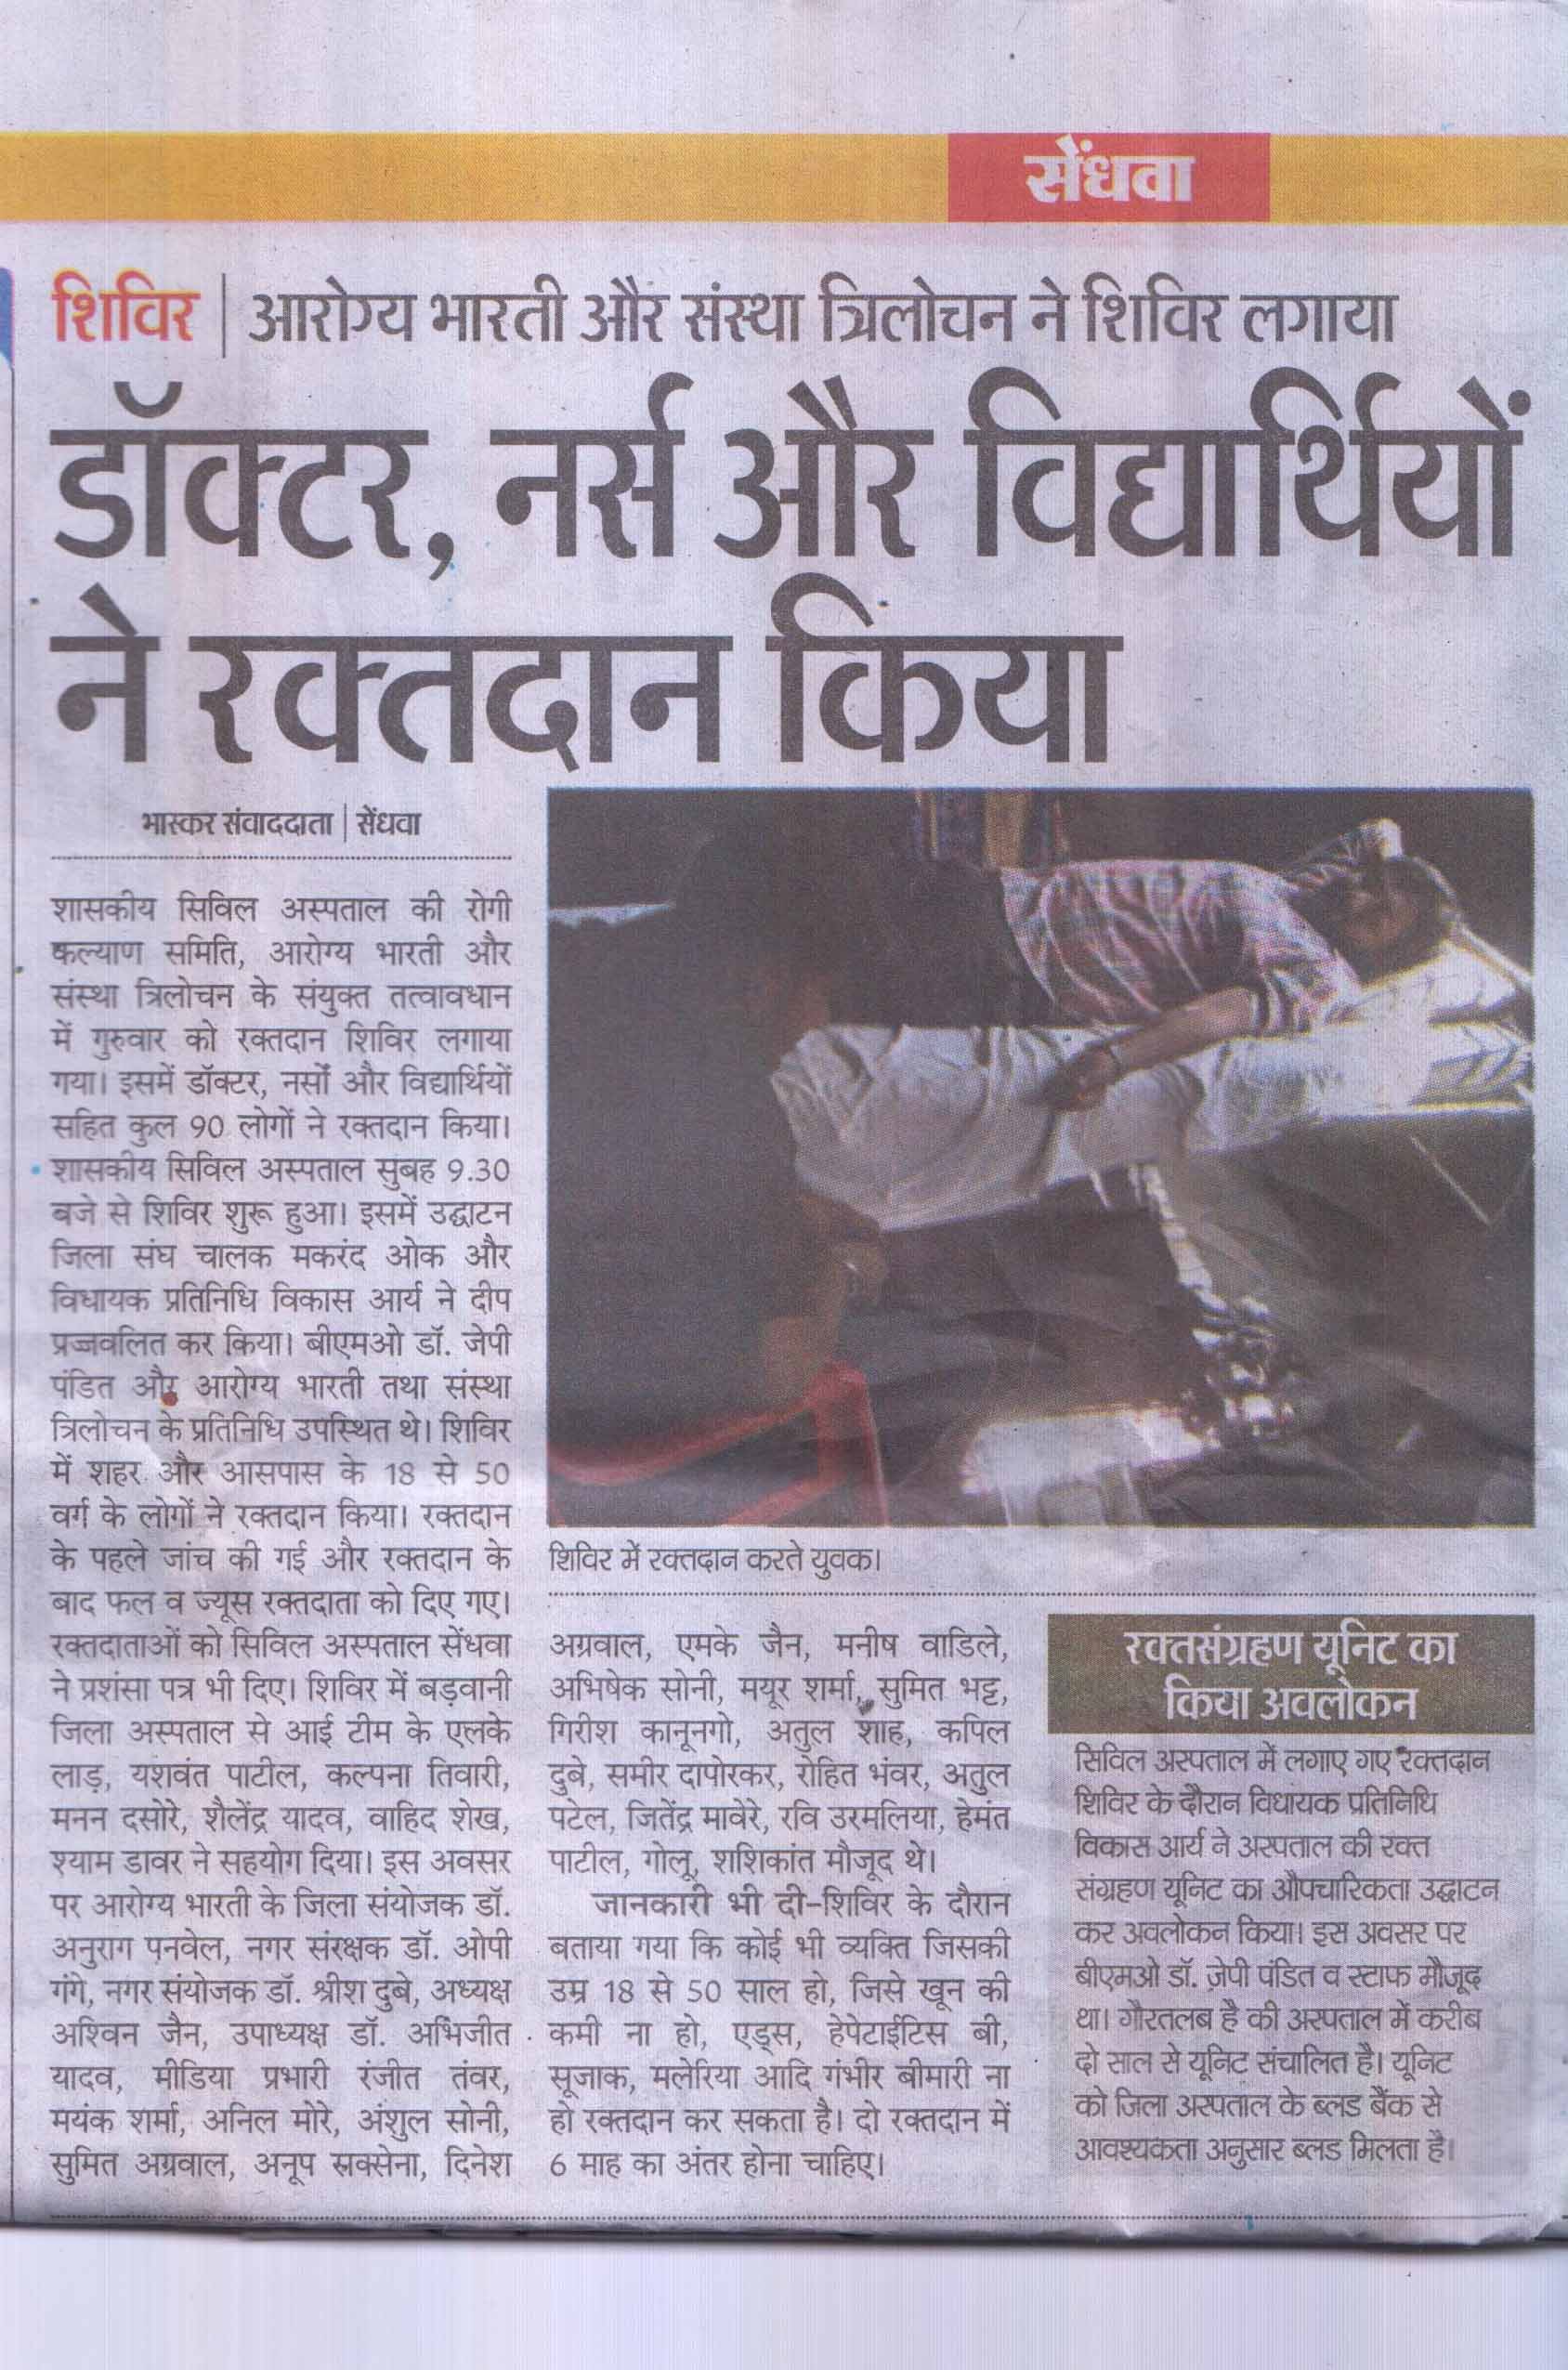 सेंधवा
शिविर | आरोग्य भारती और संस्था त्रिलोचन ने शिविर लगाया
डॉक्टर, नर्स और विद्यार्थियों
ने रक्तदान किया
भास्कर संवाददाता | सेंधवा
शासकीय सिविल अस्पताल की रोगी
कल्याण समिति, आरोग्य भारती और
संस्था त्रिलोचन के संयुक्त तत्वावधान
में गुरुवार को रक्तदान शिविर लगाया
गया। इसमें डॉक्टर, नर्सों और विद्यार्थियों
सहित कुल 90 लोगों ने रक्तदान किया।
शासकीय सिविल अस्पताल सुबह 9.30
बजे से शिविर शुरू हुआ। इसमें उद्घाटन
जिला संघ चालक मकरंद ओक और
विधायक प्रतिनिधि विकास आर्य ने दीप
प्रज्जवलित कर किया। बीएमओ डॉ. जेपी
पंडित और आरोग्य भारती तथा संस्था
त्रिलोचन के प्रतिनिधि उपस्थित थे। शिविर
में शहर और आसपास के 18 से 50
वर्ग के लोगों ने रक्तदान किया। रक्तदान
के पहले जांच की गई और रक्तदान के
बाद फल व ज्यूस रक्तदाता को दिए गए।
रक्तदाताओं को सिविल अस्पताल सेंधवा
ने प्रशंसा पत्र भी दिए। शिविर में बड़वानी
जिला अस्पताल से आई टीम के एलके
लाड़, यशवंत पाटील, कल्पना तिवारी,
मनन दसोरे, शैलेंद्र यादव, वाहिद शेख,
श्याम डावर ने सहयोग दिया। इस अवसर
पर आरोग्य भारती के जिला संयोजक डॉ.
अनुराग पनवेल, नगर संरक्षक डॉ. ओपी
गंगे, नगर संयोजक डॉ. श्रीश दुबे, अध्यक्ष
अश्विन जैन, उपाध्यक्ष डॉ. अभिजीत
यादव, मीडिया प्रभारी रंजीत तंवर,
मयंक शर्मा, अनिल मोरे, अंशुल सोनी,
सुमित अग्रवाल, अनूप सक्सेना, दिनेश
शिविर में रक्तदान करते युवक।
अग्रवाल, एमके जैन, मनीष वाडिले,
अभिषेक सोनी, मयूर शर्मा, सुमित भट्ट,
गिरीश कानूनगो, अतुल शाह, कपिल
दुबे, समीर दापोरकर, रोहित भंवर, अतुल
पटेल, जितेंद्र मावेरे, रवि उरमलिया, हेमंत
पाटील, गोलू, शशिकांत मौजूद थे।
जानकारी भी दी-शिविर के दौरान
बताया गया कि कोई भी व्यक्ति जिसकी
उम्र 18 से 50 साल हो, जिसे खून की
कमी ना हो, एड्स, हेपेटाईटिस बी,
सूजाक, मलेरिया आदि गंभीर बीमारी ना
हो रक्तदान कर सकता है। दो रक्तदान में
6 माह का अंतर होना चाहिए।
रक्तसंग्रहण यूनिट का
किया अवलोकन
सिविल अस्पताल में लगाए गए रक्तदान
शिविर के दौरान विधायक प्रतिनिधि
विकास आर्य ने अस्पताल की रक्त
संग्रहण यूनिट का औपचारिकता उद्घाटन
कर अवलोकन किया। इस अवसर पर
बीएमओ डॉ. जेपी पंडित व स्टाफ मौजूद
था। गौरतलब है की अस्पताल में करीब
दो साल से यूनिट संचालित है। यूनिट
को जिला अस्पताल के ब्लड बैंक से
आवश्यकता अनुसार ब्लड मिलता है।